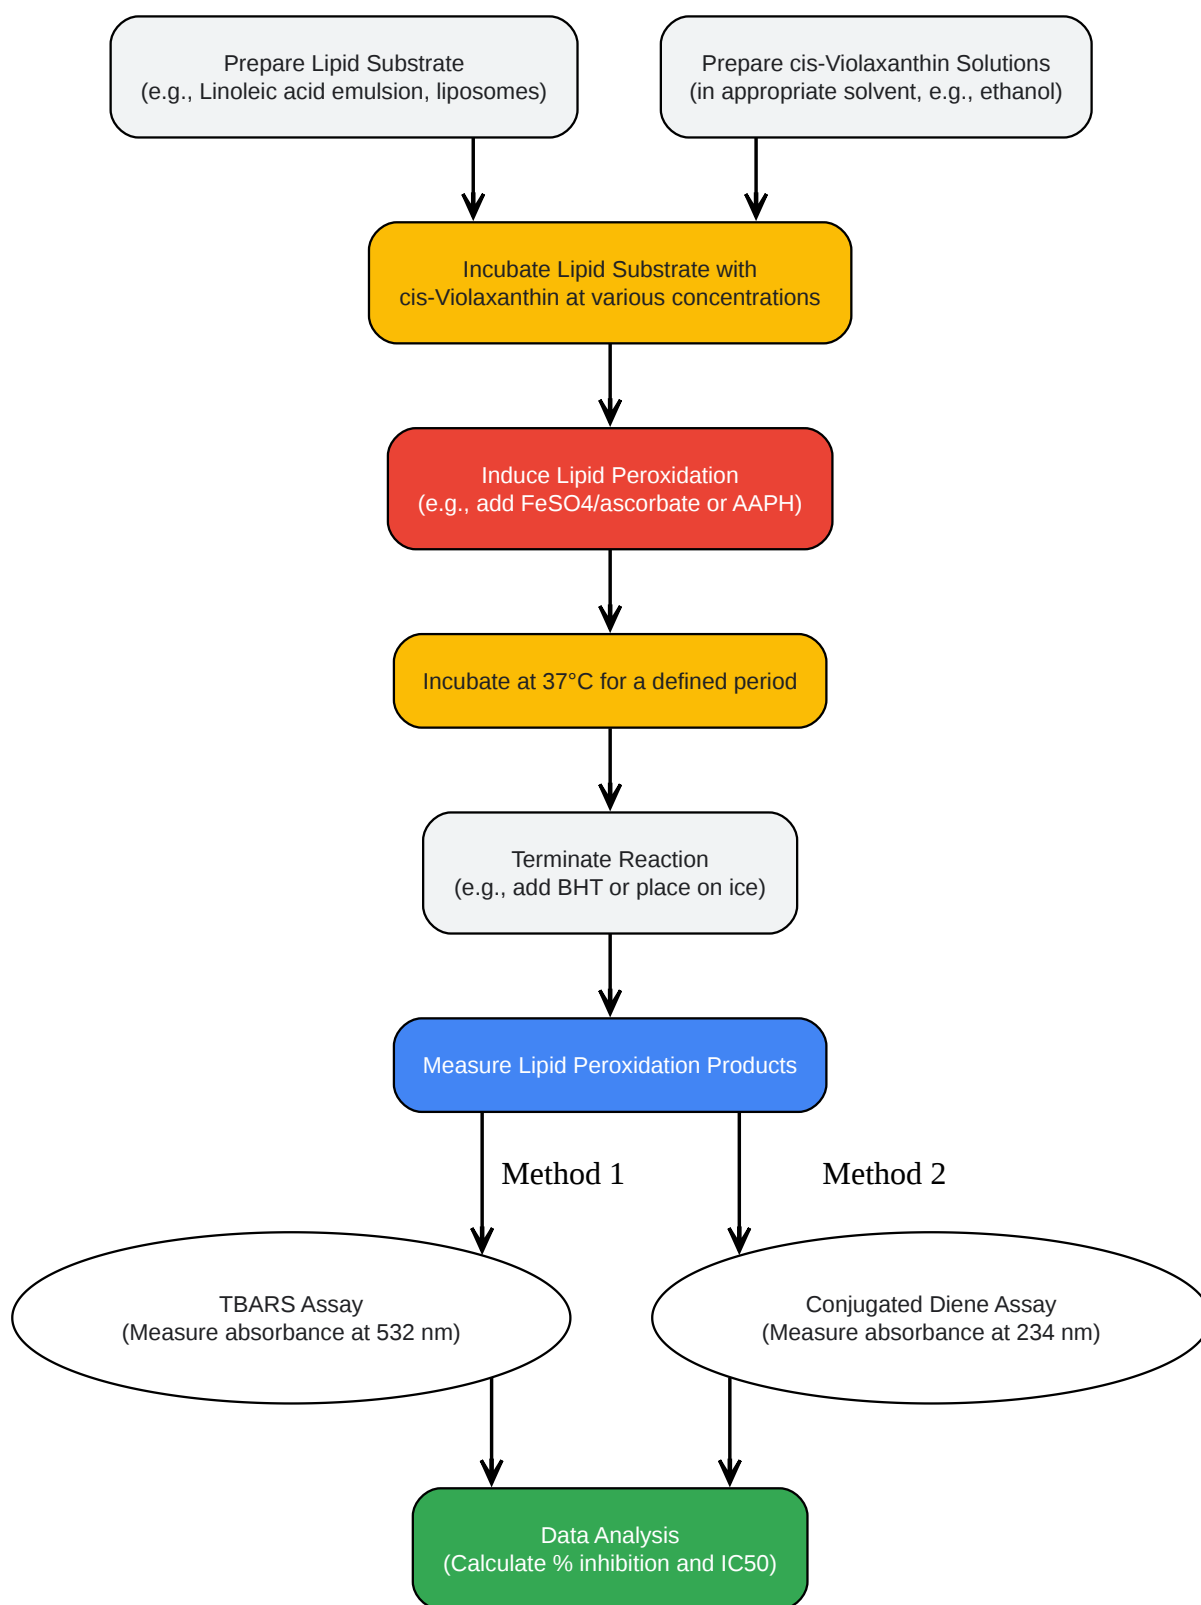 Prepare Lipid Substrate
(e.g., Linoleic acid emulsion, liposomes)
Prepare cis-Violaxanthin Solutions
(in appropriate solvent, e.g., ethanol)
Incubate Lipid Substrate with
cis-Violaxanthin at various concentrations
Induce Lipid Peroxidation
(e.g., add FeSO4/ascorbate or AAPH)
Incubate at 37°C for a defined period
Terminate Reaction
(e.g., add BHT or place on ice)
Measure Lipid Peroxidation Products
Method 1
Method 2
TBARS Assay
(Measure absorbance at 532 nm)
Conjugated Diene Assay
(Measure absorbance at 234 nm)
Data Analysis
(Calculate % inhibition and IC50)